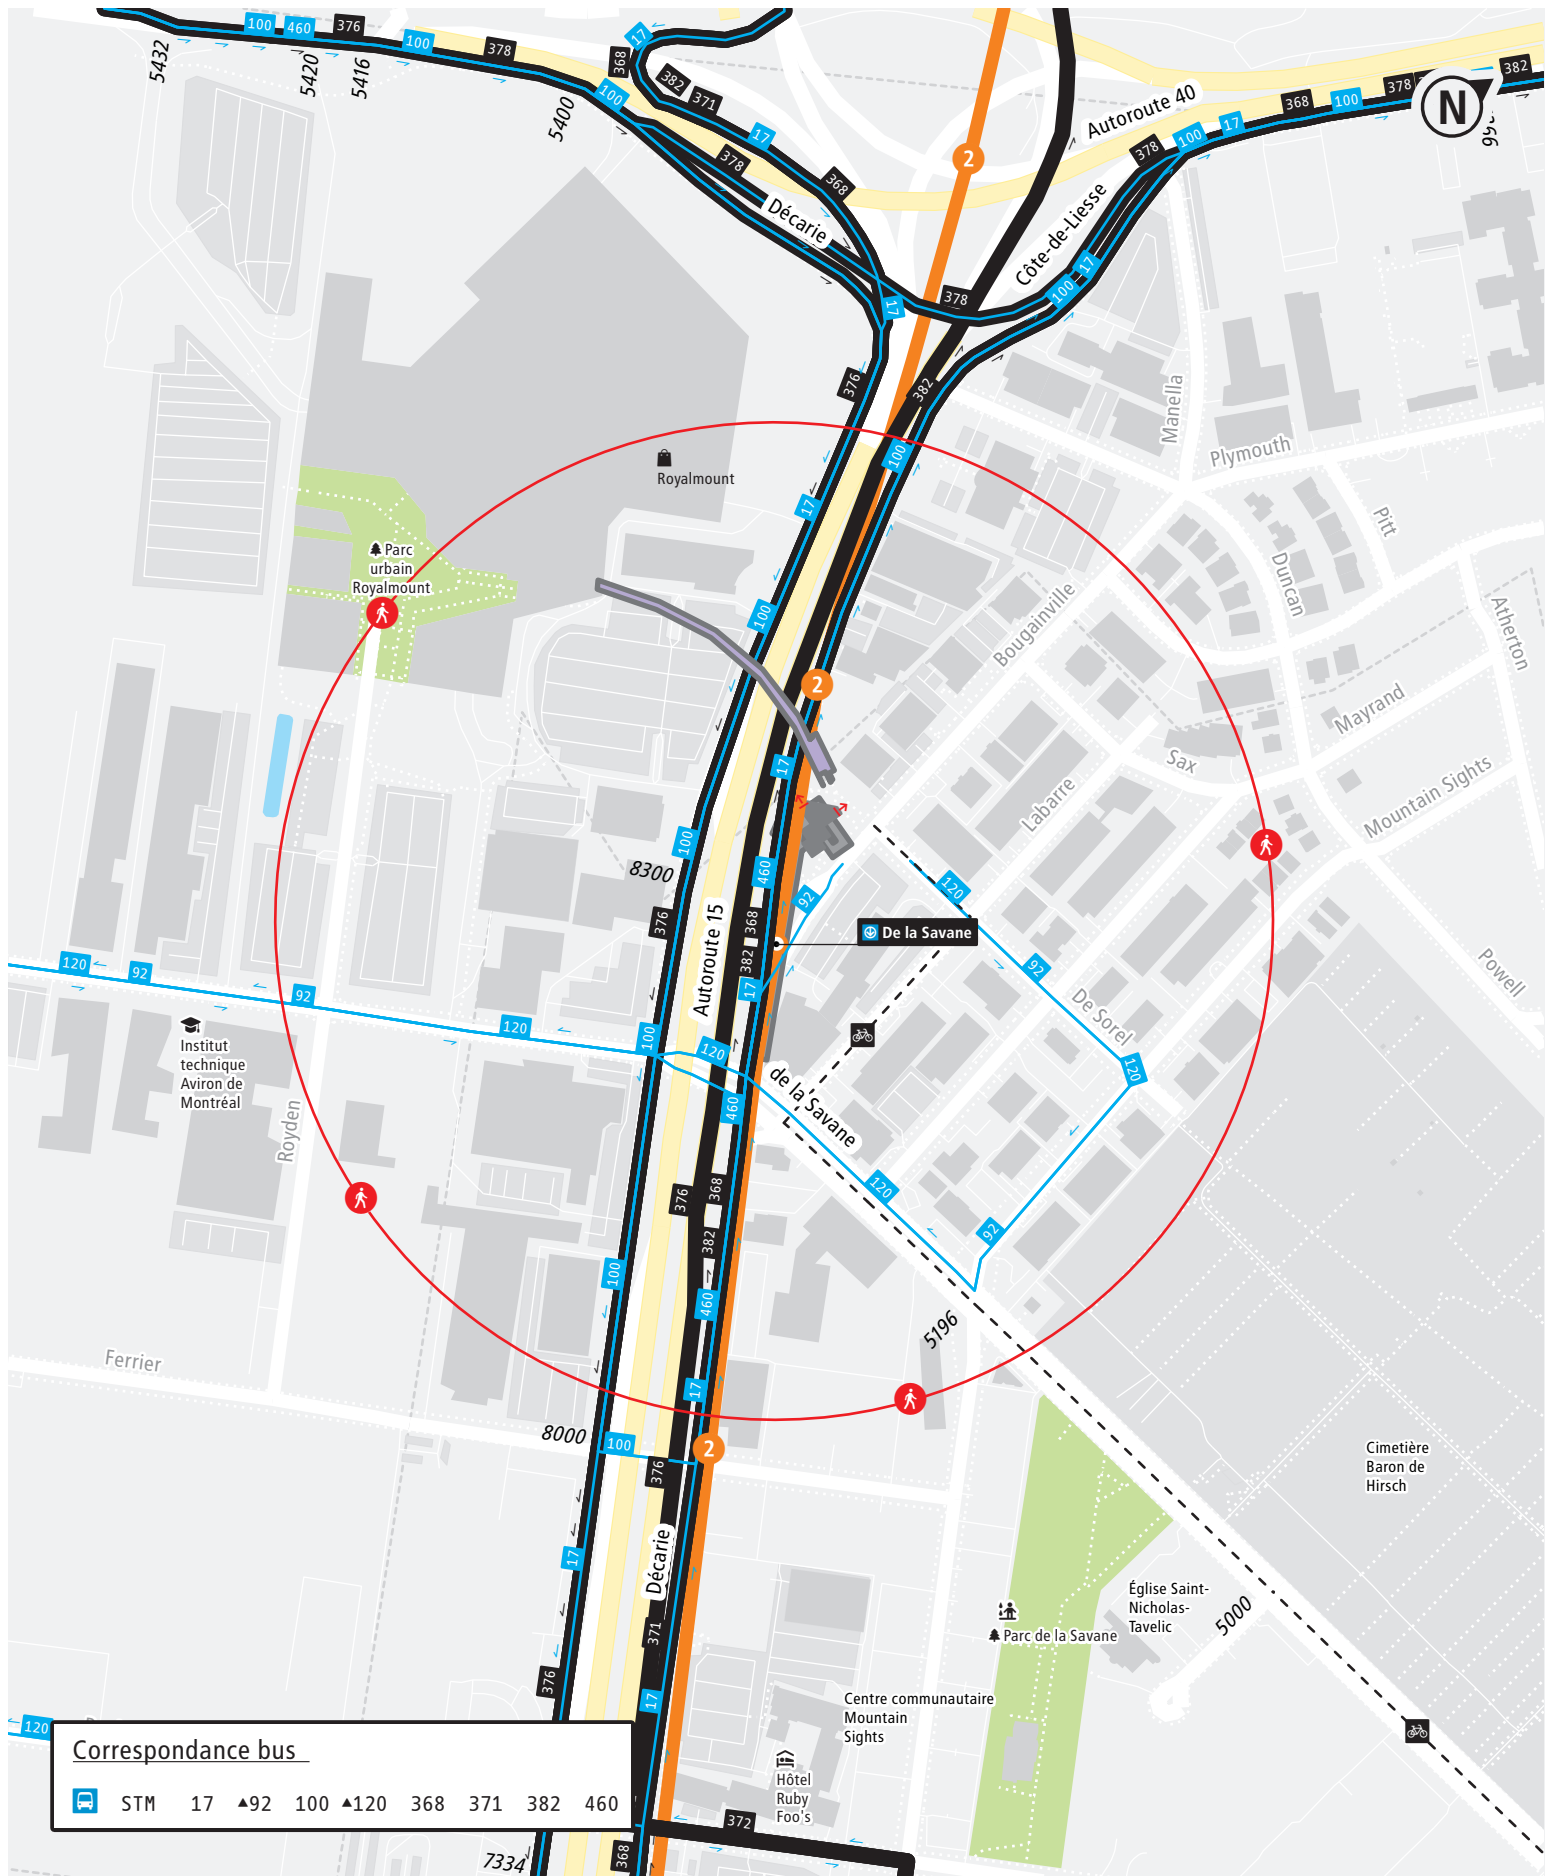 100
460
376
100
378
5432
5420
5416
5400
17
368
382
371
17
100
378
368
Décarie
2
Autoroute 40
Côte-de-Liesse
378
100
17
368
100
378
382
N
378
17
100
17
376
382
100
Manella
Plymouth
Pitt
Duncan
Atherton
Royalmount
17
Parc
urbain
Royalmount
100
Bougainville
2
Mayrand
Sax
Mountain Sights
Labarre
17
100
8300
460
92
120
376
Autoroute 15
368
De la Savane
382
17
92
De Sorel
Powell
120
92
92
120
100
120
120
460
de la Savane
Institut
technique
Aviron de
Montréal
Royden
376
368
120
382
92
100
460
5196
Ferrier
17
8000
100
2
376
Cimetière
Baron de
Hirsch
17
Décarie
371
Église Saint-
Nicholas-
Tavelic
5000
Parc de la Savane
376
17
Centre communautaire
Mountain
Sights
120
Hôtel
Ruby
Foo's
Correspondance bus
STM 17 ▲92 100 ▲120 368 371 382 460
372
368
7334